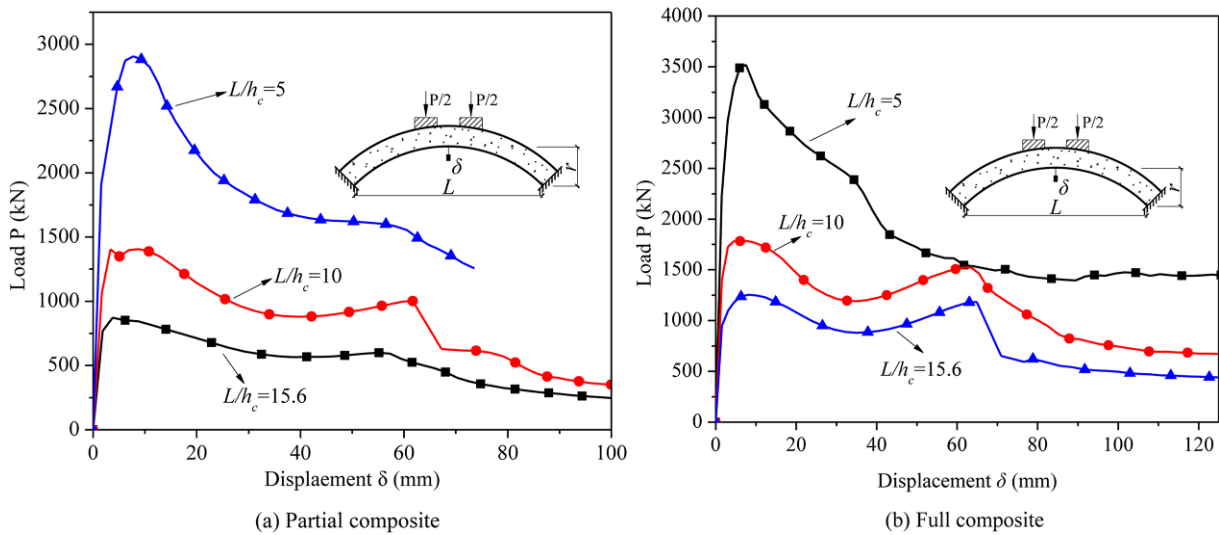 3000
2500
2000
1500
1000
500
0
Load P (kN)
0 20 40 60 80 100
Displaement δ (mm)
L/hc=5
L/hc=10
L/hc=15.6
P/2 P/2
δ
L
r
(a) Partial composite
4000
3500
3000
2500
2000
1500
1000
500
0
Load P (kN)
0 20 40 60 80 100 120
Displacement δ (mm)
L/hc=5
L/hc=10
L/hc=15.6
P/2 P/2
δ
L
r
(b) Full composite